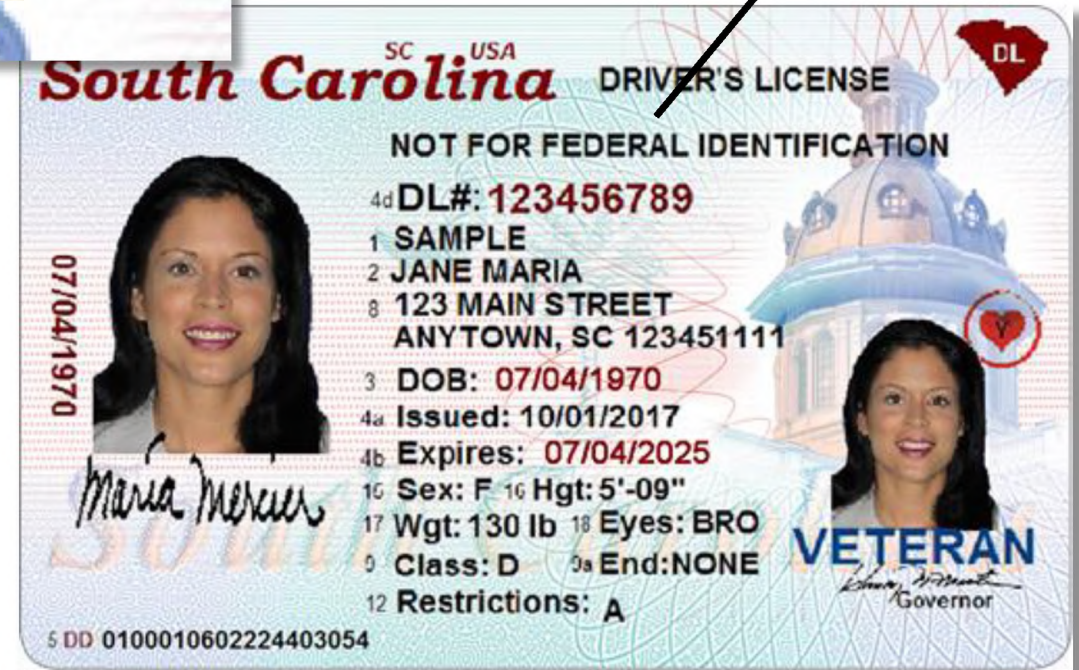 SC USA
South Carolina DRIVER'S LICENSE
DL
NOT FOR FEDERAL IDENTIFICATION
4d DL#: 123456789
1 SAMPLE
2 JANE MARIA
8 123 MAIN STREET
ANYTOWN, SC 123451111
07/04/1970
V
3 DOB: 07/04/1970
4a Issued: 10/01/2017
4b Expires: 07/04/2025
Maria Mercier
15 Sex: F 16 Hgt: 5'-09"
17 Wgt: 130 lb 18 Eyes: BRO
VETERAN
9 Class: D 9a End:NONE
Governor
12 Restrictions: A
5 DD 0100010602224403054
South Carolina